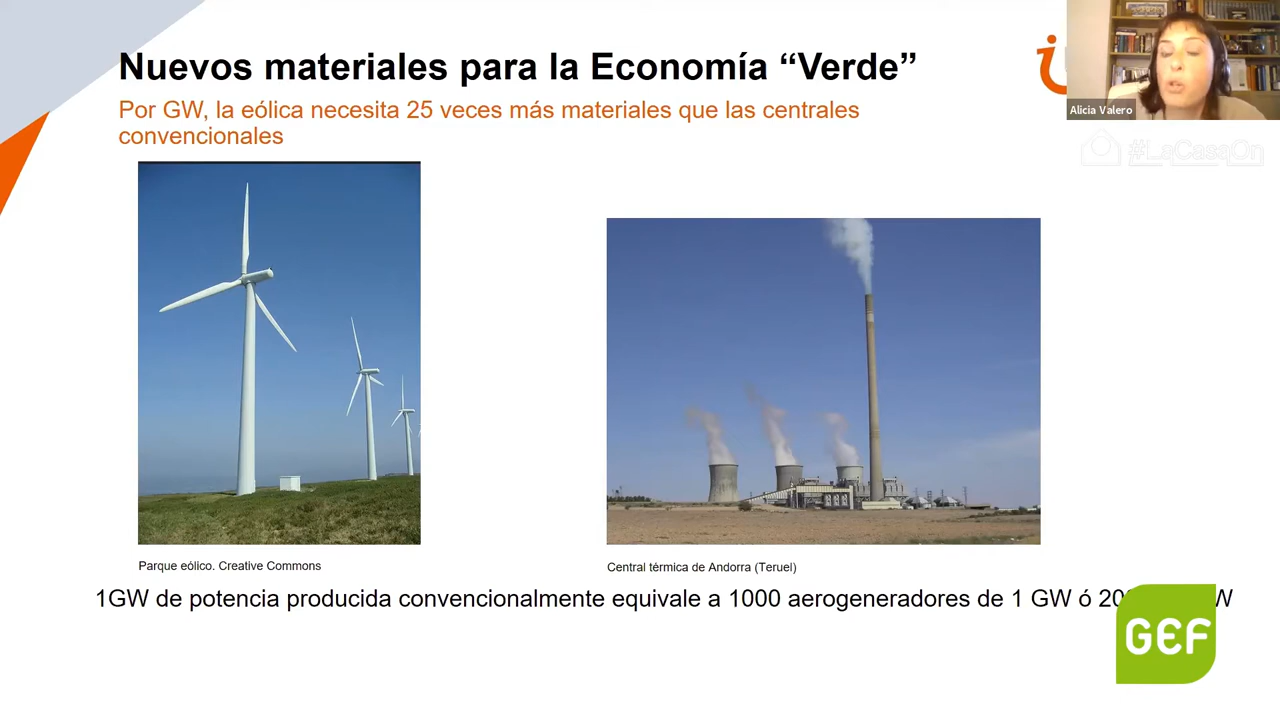 Nuevos materiales para la Economía “Verde”
Por GW, la eólica necesita 25 veces más materiales que las centrales
convencionales
Alicia Valero
#LaCasaOn
Parque eólico. Creative Commons
Central térmica de Andorra (Teruel)
1GW de potencia producida convencionalmente equivale a 1000 aerogeneradores de 1 GW ó
GEF